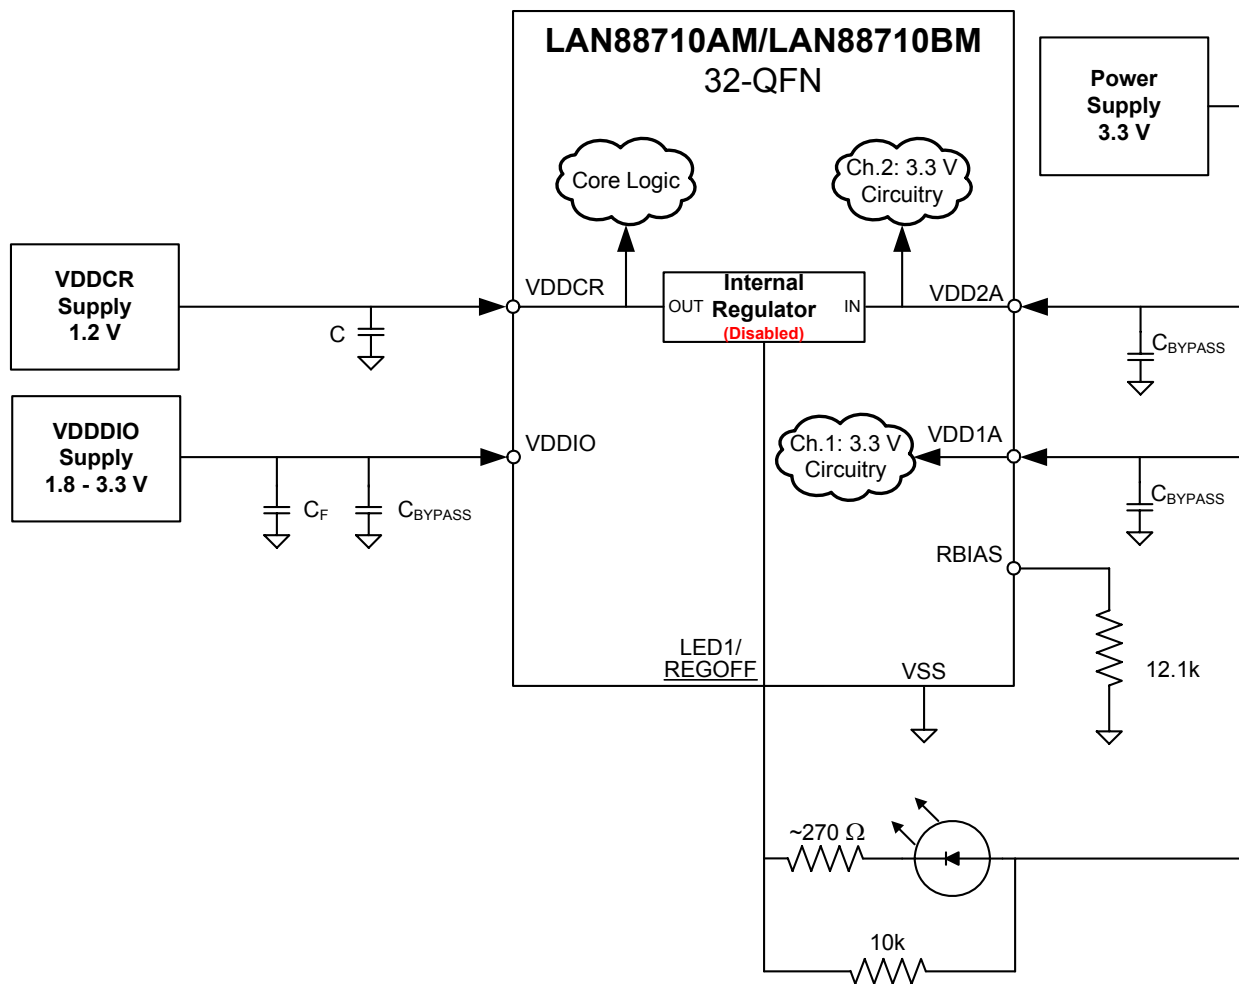 LAN88710AM/LAN88710BM
32-QFN
Power
Supply
3.3 V
Core Logic
Ch.2: 3.3 V
Circuitry
VDDCR
Supply
1.2 V
VDDCR
OUT
Internal
Regulator
(Disabled)
IN
VDD2A
C
CBYPASS
VDDDIO
Supply
1.8 - 3.3 V
VDDIO
Ch.1: 3.3 V
Circuitry
VDD1A
CF
CBYPASS
CBYPASS
RBIAS
LED1/
REGOFF
VSS
12.1k
~270 Ω
10k